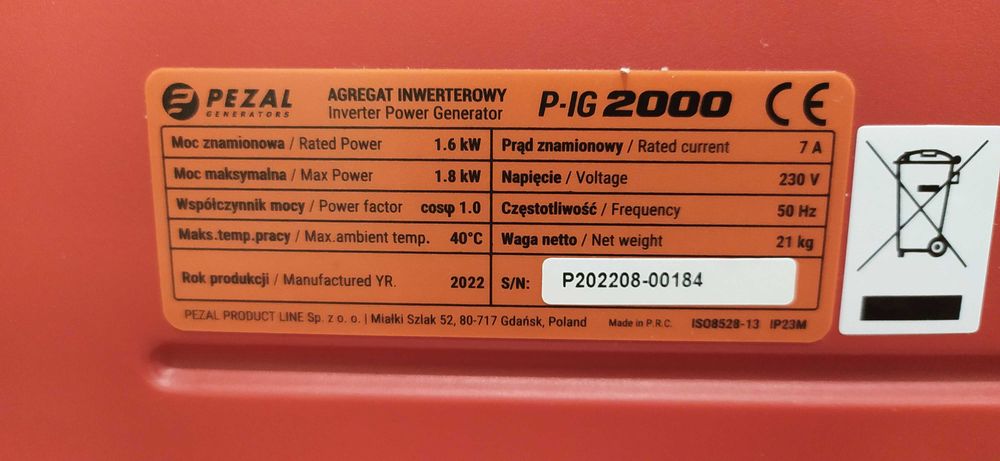 PEZAL
GENERATORS
AGREGAT INWERTEROWY
Inverter Power Generator
P-IG 2000
CE
Moc znamionowa / Rated Power 1.6 kW
Prąd znamionowy / Rated current 7 A
Moc maksymalna / Max Power 1.8 kW
Napięcie / Voltage 230 V
Współczynnik mocy / Power factor cosφ 1.0
Częstotliwość / Frequency 50 Hz
Maks.temp.pracy / Max.ambient temp. 40°C
Waga netto / Net weight 21 kg
Rok produkcji / Manufactured YR. 2022
S/N: P202208-00184
PEZAL PRODUCT LINE Sp. z o. o. | Miałki Szlak 52, 80-717 Gdańsk, Poland Made in P.R.C. ISO8528-13 IP23M